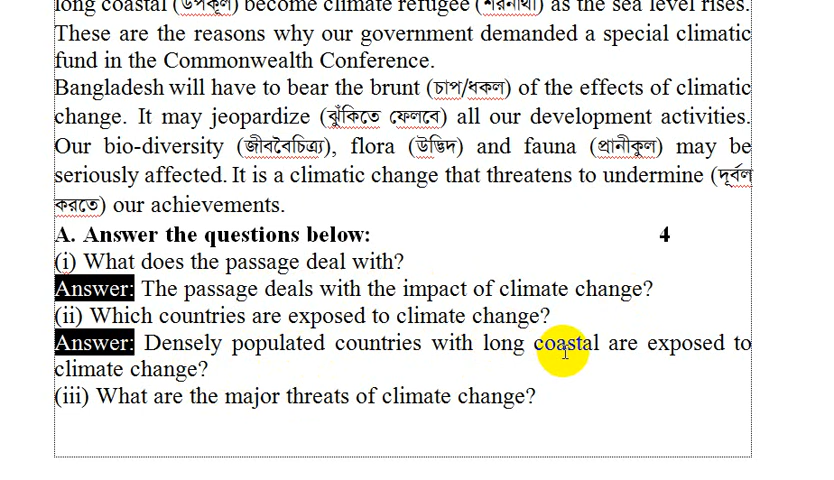 long coastal (উপকূল) become climate refugee (শরনার্থী) as the sea level rises.
These are the reasons why our government demanded a special climatic
fund in the Commonwealth Conference.
Bangladesh will have to bear the brunt (চাপ/ধকল) of the effects of climatic
change. It may jeopardize (ঝুঁকিতে ফেলবে) all our development activities.
Our bio-diversity (জীববৈচিত্র্য), flora (উদ্ভিদ) and fauna (প্রানীকুল) may be
seriously affected. It is a climatic change that threatens to undermine (দূর্বল
করতে) our achievements.
A. Answer the questions below: 4
(i) What does the passage deal with?
Answer: The passage deals with the impact of climate change?
(ii) Which countries are exposed to climate change?
Answer: Densely populated countries with long coastal are exposed to
climate change?
(iii) What are the major threats of climate change?